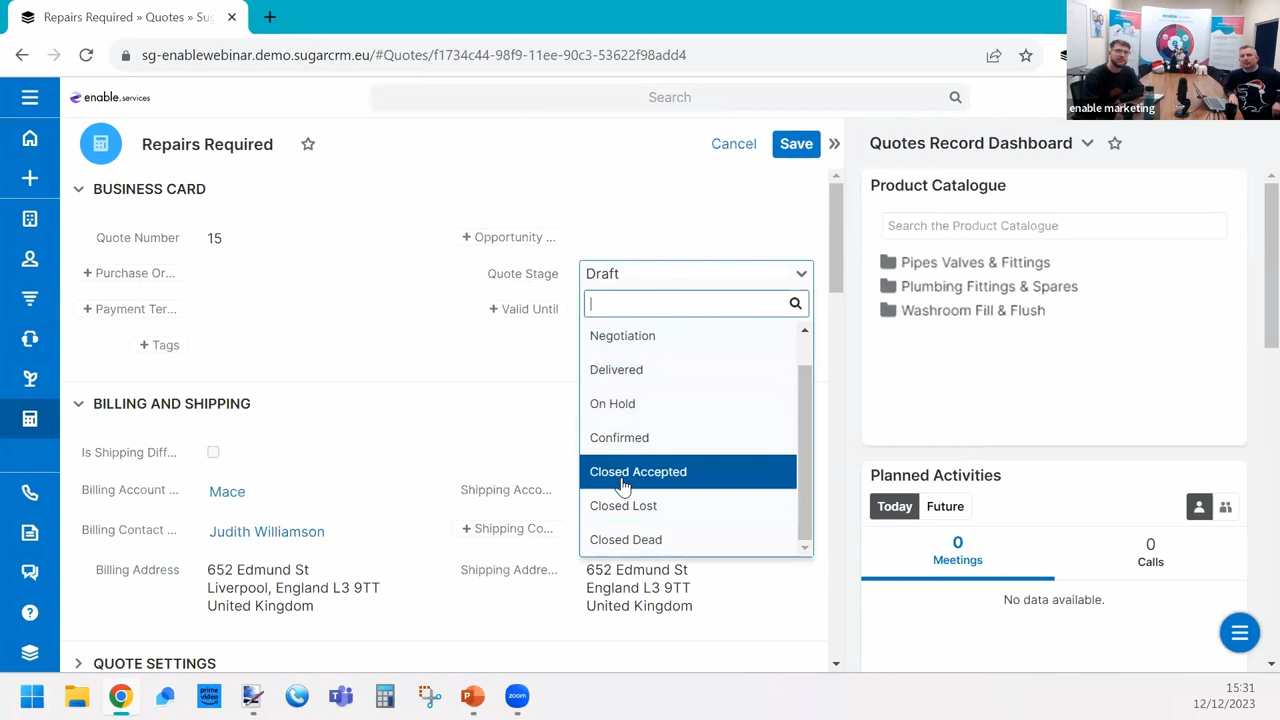 Repairs Required » Quotes » Su
sg-enablewebinar.demo.sugarcrm.eu/#Quotes/f1734c44-98f9-11ee-90c3-53622f98add4
enable.services
Search
enable marketing
Repairs Required
Cancel
Save
Quotes Record Dashboard
BUSINESS CARD
Quote Number
15
+ Opportunity ...
+ Purchase Or...
Quote Stage
Draft
+ Payment Ter...
+ Valid Until
+ Tags
Negotiation
Delivered
On Hold
Confirmed
Closed Accepted
Closed Lost
Closed Dead
BILLING AND SHIPPING
Is Shipping Diff...
Billing Account ...
Mace
Shipping Acco...
Billing Contact ...
Judith Williamson
+ Shipping Co...
Billing Address
652 Edmund St
Liverpool, England L3 9TT
United Kingdom
Shipping Addre...
652 Edmund St
England L3 9TT
United Kingdom
QUOTE SETTINGS
Product Catalogue
Search the Product Catalogue
Pipes Valves & Fittings
Plumbing Fittings & Spares
Washroom Fill & Flush
Planned Activities
Today
Future
0
Meetings
0
Calls
No data available.
prime video
zoom
15:31
12/12/2023